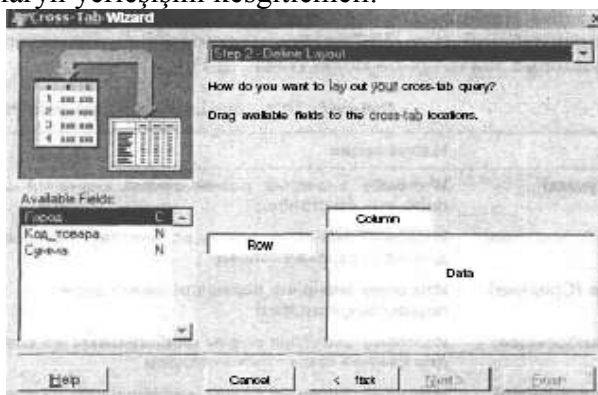 ýerleşişini kesgitlemeli.
Cross-Tab Wizard
Step 2 - Define Layout
How do you want to lay out your cross-tab query?
Drag available fields to the cross-tab locations.
Available Fields:
Город C
Код_товара N
Сумма N
Column
Row
Data
Help
Cancel
< Back
Next >
Finish